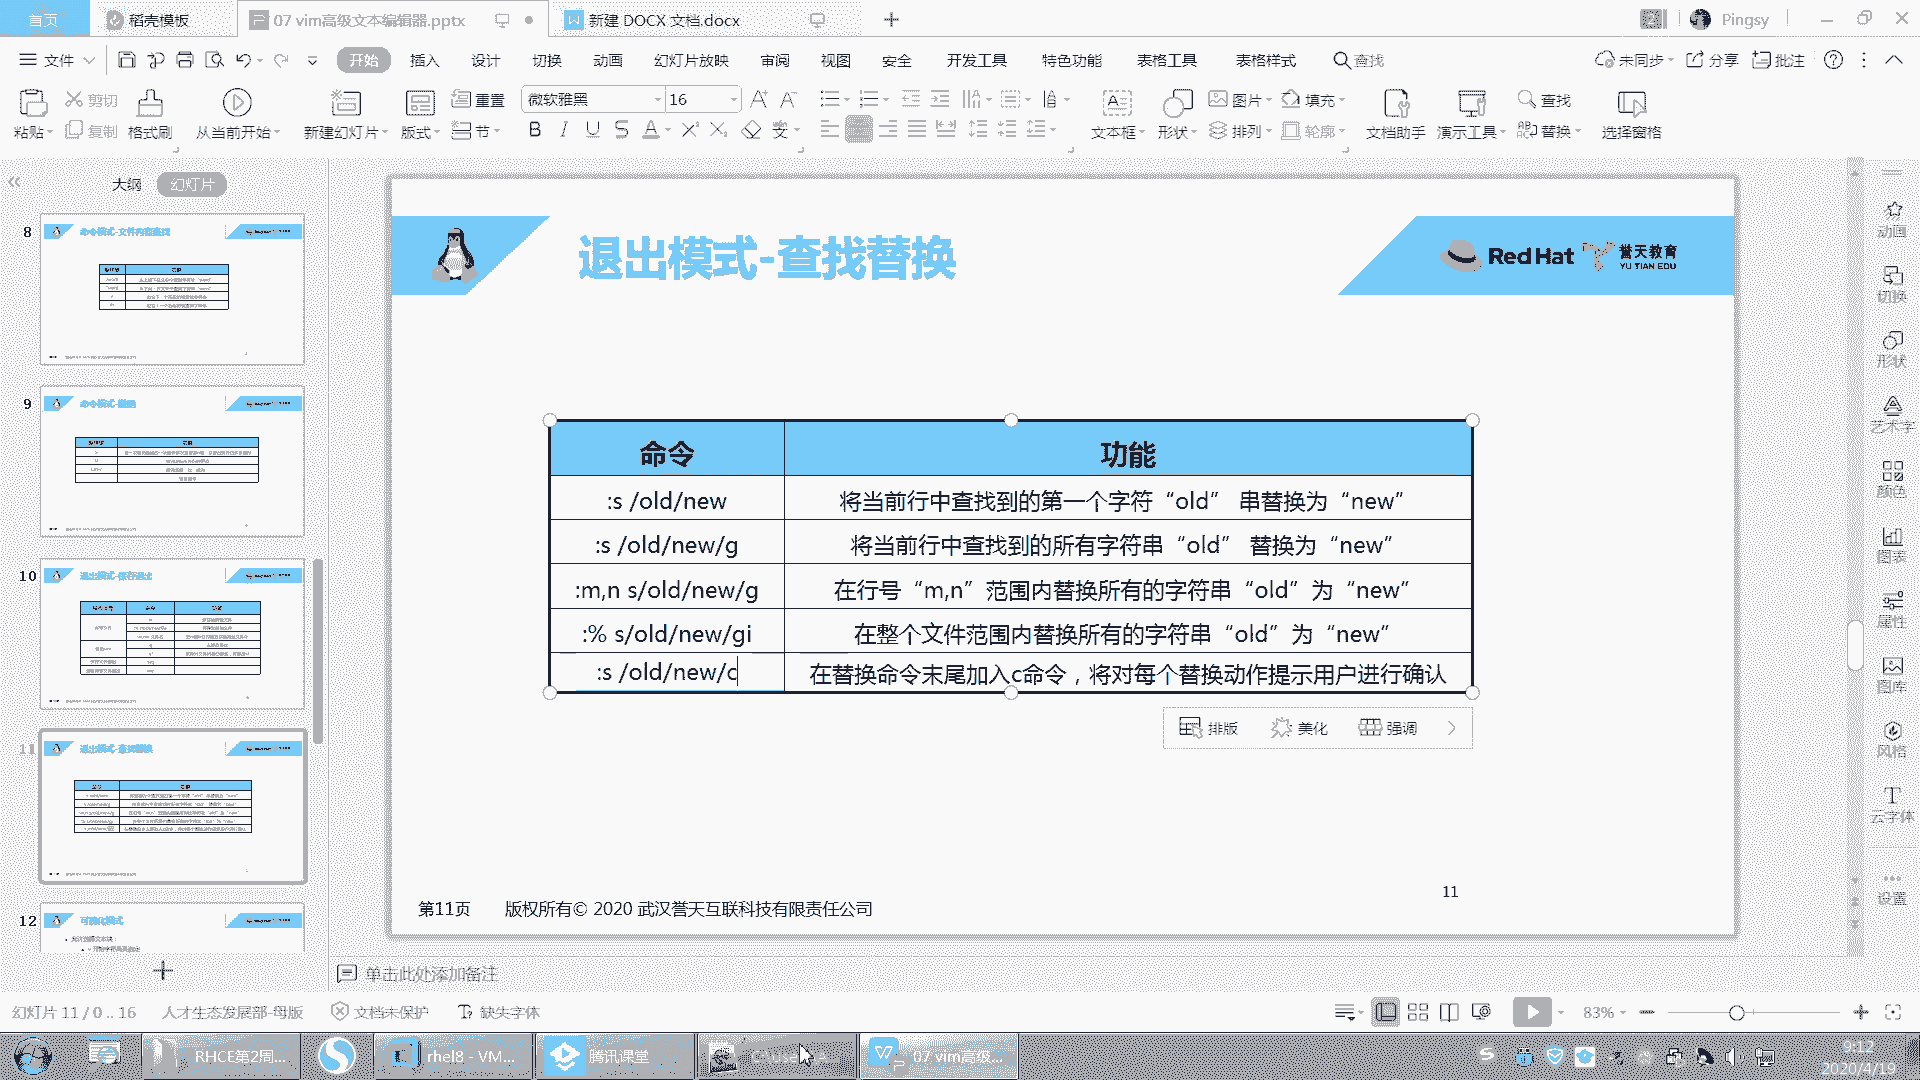 首页
稻壳模板
07 vim高级文本编辑器.pptx
新建 DOCX 文档.docx
Pingsy
文件
开始
插入
设计
切换
动画
幻灯片放映
审阅
视图
安全
开发工具
特色功能
表格工具
表格样式
查找
未同步
分享
批注
粘贴
剪切
复制
格式刷
从当前开始
新建幻灯片
版式
重置
节
微软雅黑
16
文本框
形状
图片
排列
填充
轮廓
文档助手
演示工具
查找
替换
选择窗格
大纲
幻灯片
8
9
10
11
12
退出模式-查找替换
Red Hat
誉天教育
YU TIAN EDU
命令 功能
:s /old/new 将当前行中查找到的第一个字符“old” 串替换为“new”
:s /old/new/g 将当前行中查找到的所有字符串“old” 替换为“new”
:m,n s/old/new/g 在行号“m,n”范围内替换所有的字符串“old”为“new”
:% s/old/new/gi 在整个文件范围内替换所有的字符串“old”为“new”
:s /old/new/c 在替换命令末尾加入c命令，将对每个替换动作提示用户进行确认
排版
美化
强调
第11页
版权所有© 2020 武汉誉天互联科技有限责任公司
11
动画
切换
形状
艺术字
颜色
图表
属性
图库
风格
云字体
设置
单击此处添加备注
幻灯片 11 / 0 .. 16
人才生态发展部-母版
文档未保护
缺失字体
83%
RHCE第2周...
rhel8 - VM...
腾讯课堂
07 vim高级...
9:12
2020/4/19